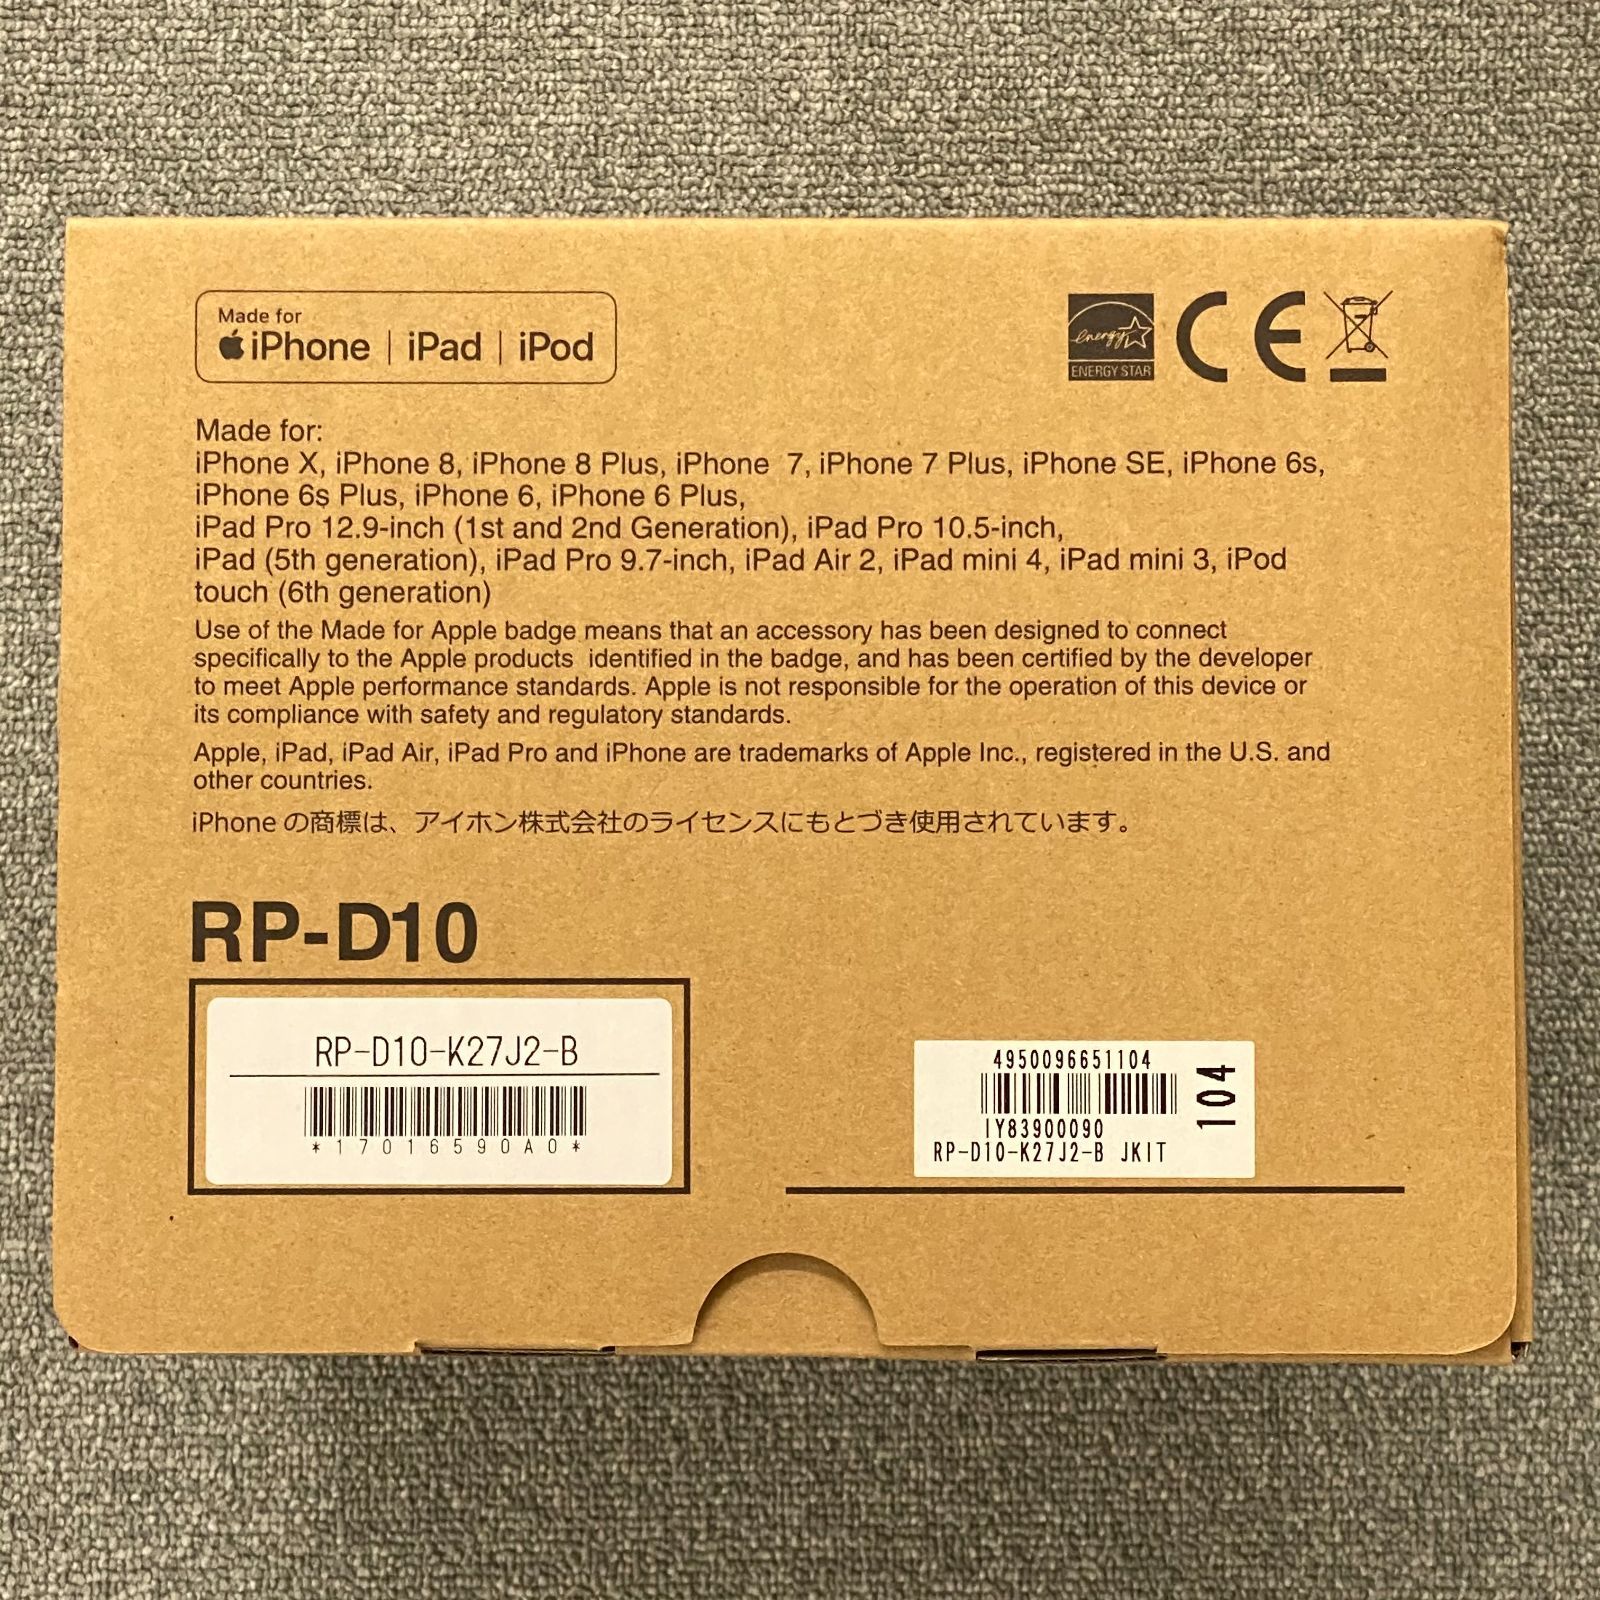 Made for
iPhone | iPad | iPod
energy
ENERGY STAR
CE
Made for:
iPhone X, iPhone 8, iPhone 8 Plus, iPhone 7, iPhone 7 Plus, iPhone SE, iPhone 6s,
iPhone 6s Plus, iPhone 6, iPhone 6 Plus,
iPad Pro 12.9-inch (1st and 2nd Generation), iPad Pro 10.5-inch,
iPad (5th generation), iPad Pro 9.7-inch, iPad Air 2, iPad mini 4, iPad mini 3, iPod
touch (6th generation)
Use of the Made for Apple badge means that an accessory has been designed to connect
specifically to the Apple products identified in the badge, and has been certified by the developer
to meet Apple performance standards. Apple is not responsible for the operation of this device or
its compliance with safety and regulatory standards.
Apple, iPad, iPad Air, iPad Pro and iPhone are trademarks of Apple Inc., registered in the U.S. and
other countries.
iPhone の商標は、アイホン株式会社のライセンスにもとづき使用されています。
RP-D10
RP-D10-K27J2-B
*17016590A0*
4950096651104
IY83900090
RP-D10-K27J2-B JKIT
104